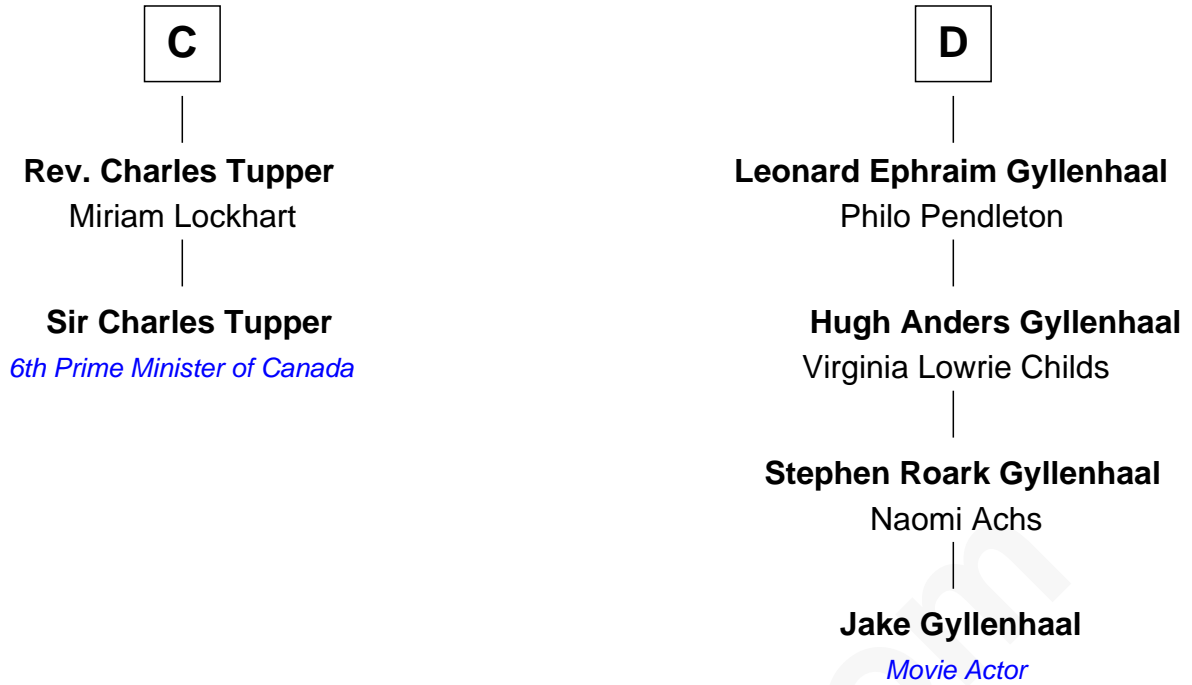 C
Rev. Charles Tupper
Miriam Lockhart
Sir Charles Tupper
6th Prime Minister of Canada
D
Leonard Ephraim Gyllenhaal
Philo Pendleton
Hugh Anders Gyllenhaal
Virginia Lowrie Childs
Stephen Roark Gyllenhaal
Naomi Achs
Jake Gyllenhaal
Movie Actor